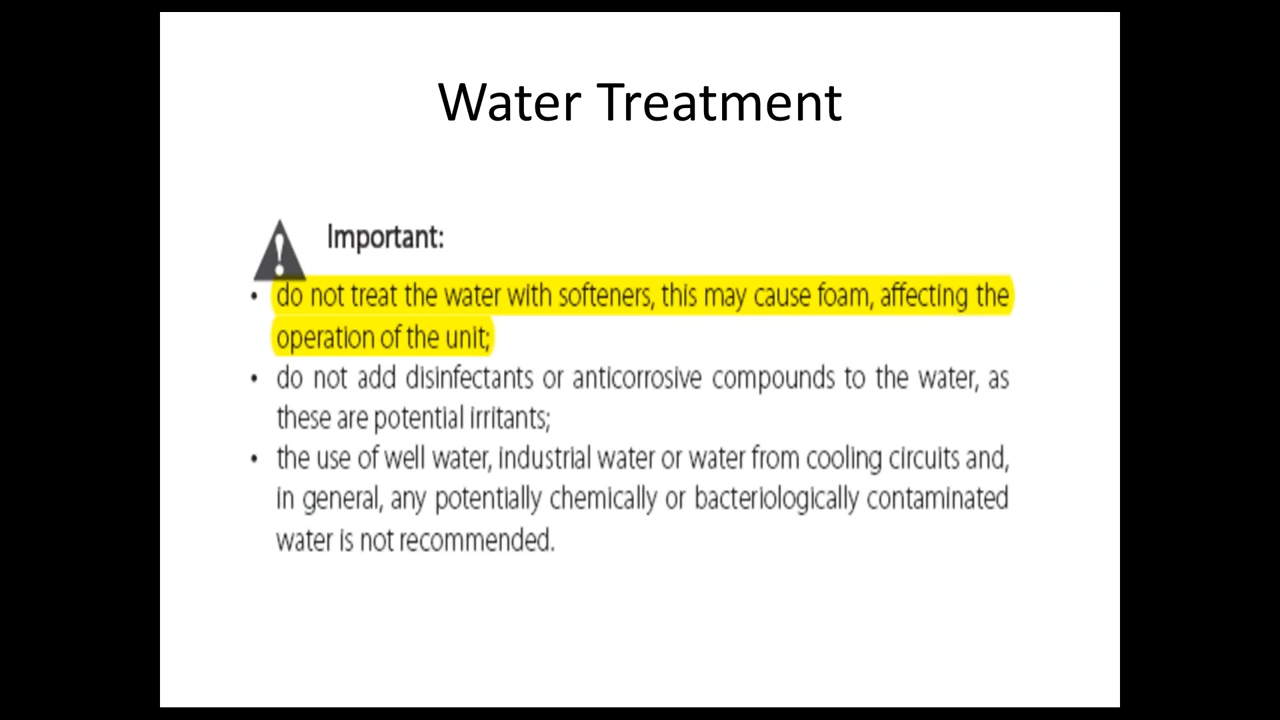 Water Treatment
Important:
• do not treat the water with softeners, this may cause foam, affecting the
operation of the unit;
• do not add disinfectants or anticorrosive compounds to the water, as
these are potential irritants;
• the use of well water, industrial water or water from cooling circuits and,
in general, any potentially chemically or bacteriologically contaminated
water is not recommended.